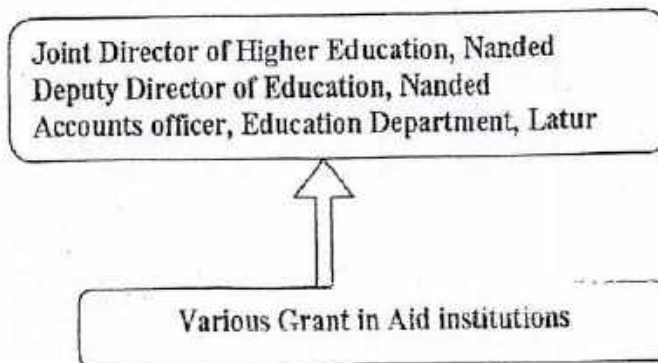 Joint Director of Higher Education, Nanded
Deputy Director of Education, Nanded
Accounts officer, Education Department, Latur
Various Grant in Aid institutions